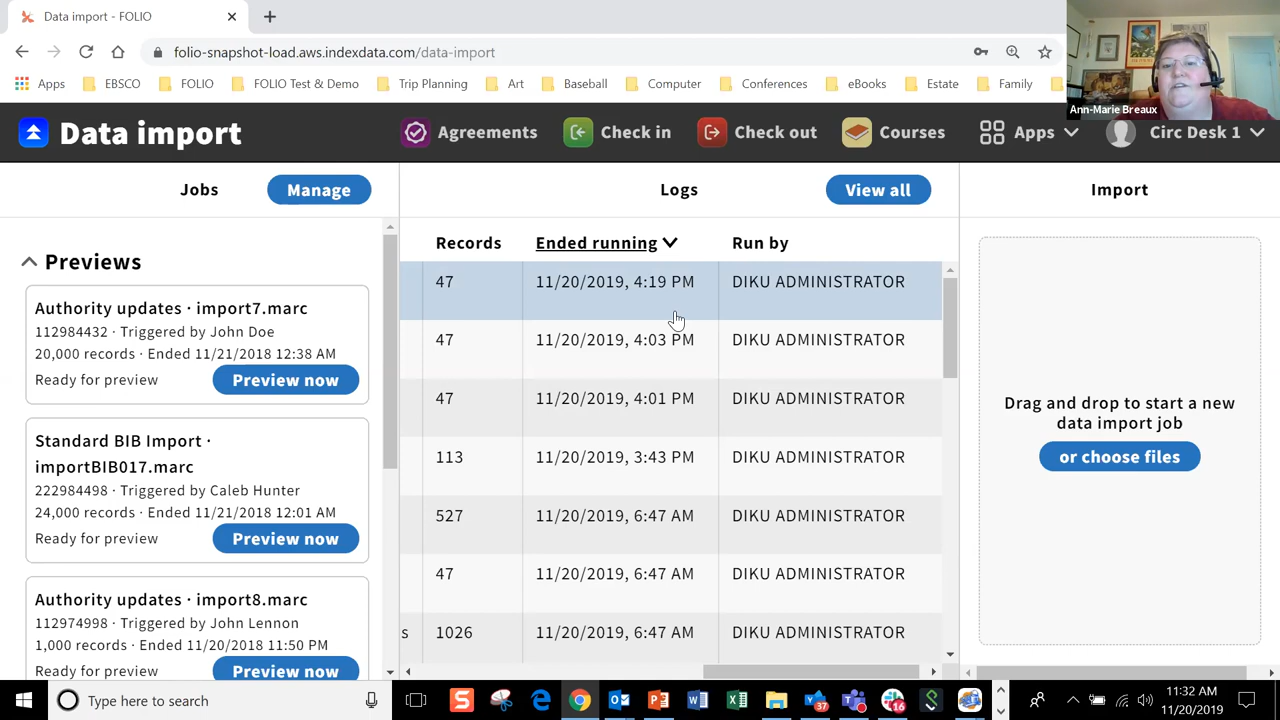 Data import - FOLIO
folio-snapshot-load.aws.indexdata.com/data-import
Apps EBSCO FOLIO FOLIO Test & Demo Trip Planning Art Baseball Computer Conferences eBooks Estate Family
Ann-Marie Breaux
Data import Agreements Check in Check out Courses Apps Circ Desk 1
Jobs Manage Logs View all Import
Records Ended running Run by
Previews
Authority updates · import7.marc
112984432 · Triggered by John Doe
20,000 records · Ended 11/21/2018 12:38 AM
Ready for preview Preview now
Standard BIB Import ·
importBIB017.marc
222984498 · Triggered by Caleb Hunter
24,000 records · Ended 11/21/2018 12:01 AM
Ready for preview Preview now
Authority updates · import8.marc
112974998 · Triggered by John Lennon
1,000 records · Ended 11/20/2018 11:50 PM
Ready for preview Preview now
47 11/20/2019, 4:19 PM DIKU ADMINISTRATOR
47 11/20/2019, 4:03 PM DIKU ADMINISTRATOR
47 11/20/2019, 4:01 PM DIKU ADMINISTRATOR
113 11/20/2019, 3:43 PM DIKU ADMINISTRATOR
527 11/20/2019, 6:47 AM DIKU ADMINISTRATOR
47 11/20/2019, 6:47 AM DIKU ADMINISTRATOR
s 1026 11/20/2019, 6:47 AM DIKU ADMINISTRATOR
Drag and drop to start a new
data import job
or choose files
Type here to search
37
16
11:32 AM
11/20/2019